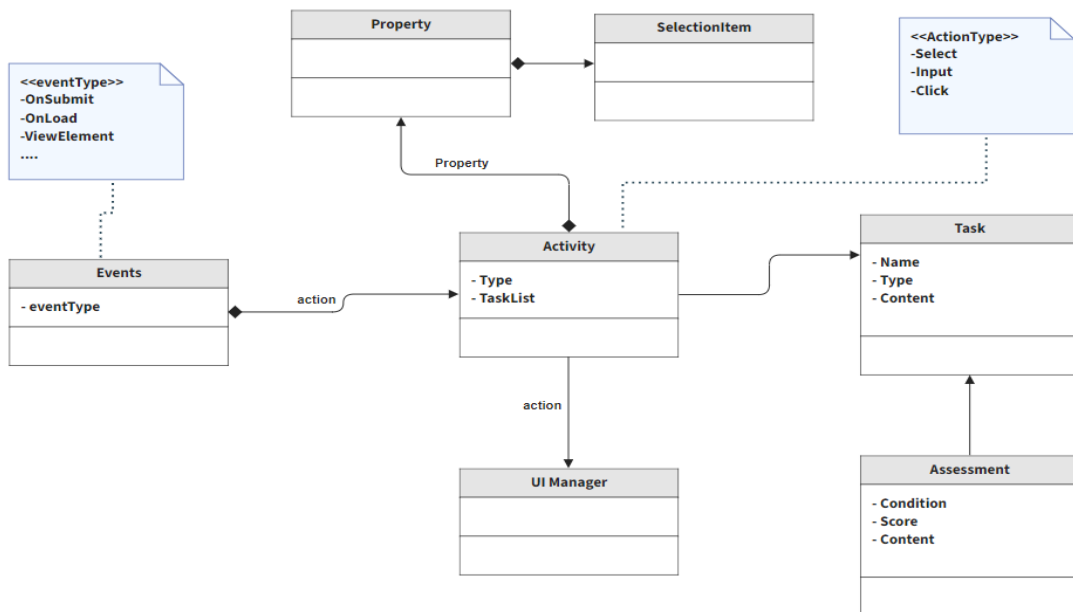 Property
SelectionItem
<<ActionType>>
-Select
-Input
-Click
<<eventType>>
-OnSubmit
-OnLoad
-ViewElement
....
Property
Events
- eventType
action
Activity
- Type
- TaskList
Task
- Name
- Type
- Content
action
UI Manager
Assessment
- Condition
- Score
- Content